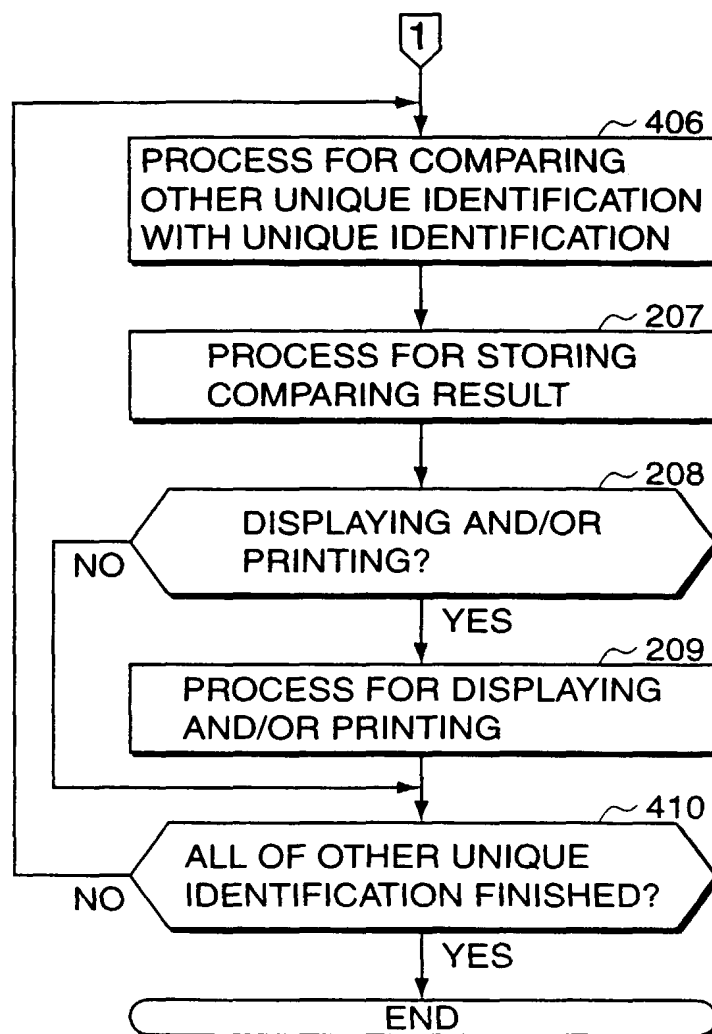 1
406
PROCESS FOR COMPARING
OTHER UNIQUE IDENTIFICATION
WITH UNIQUE IDENTIFICATION
207
PROCESS FOR STORING
COMPARING RESULT
208
DISPLAYING AND/OR
PRINTING?
NO
YES
209
PROCESS FOR DISPLAYING
AND/OR PRINTING
410
ALL OF OTHER UNIQUE
IDENTIFICATION FINISHED?
NO
YES
END